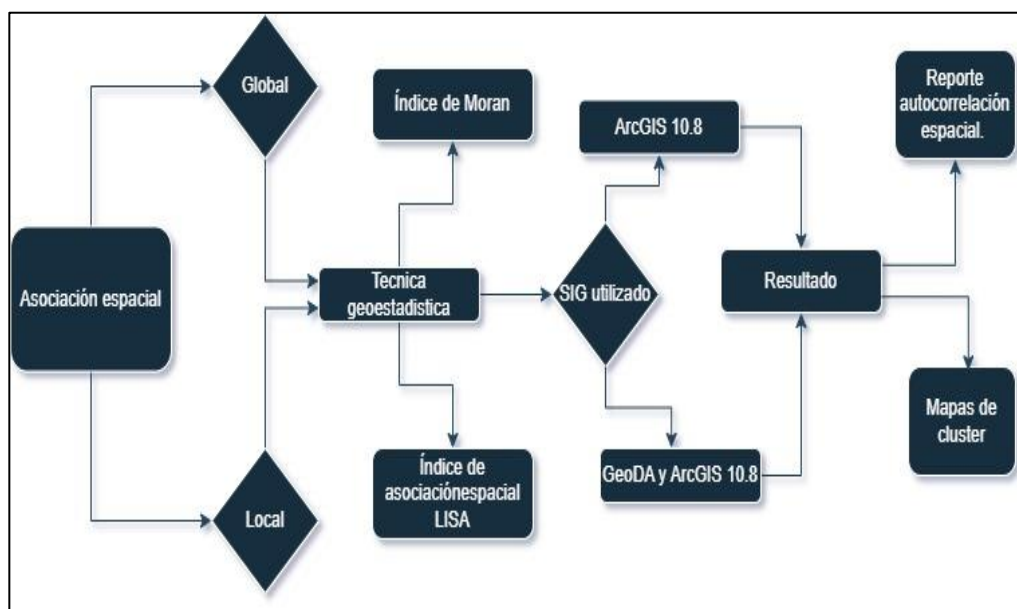 Global
Índice de Moran
ArcGIS 10.8
Reporte
autocorrelación
espacial.
Asociación espacial
Tecnica
geoestadistica
SIG utilizado
Resultado
Local
Índice de
asociaciónespacial
LISA
GeoDA y ArcGIS 10.8
Mapas de
cluster